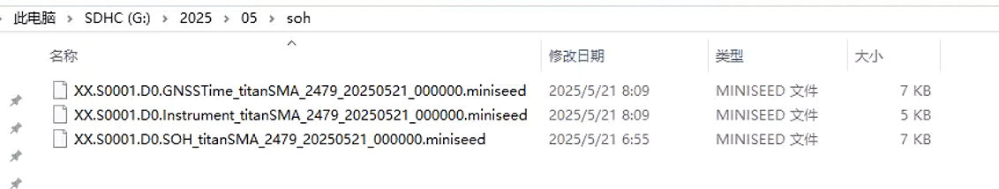 此电脑 > SDHC (G:) > 2025 > 05 > soh
名称 修改日期 类型 大小
XX.S0001.D0.GNSSTime_titanSMA_2479_20250521_000000.miniseed 2025/5/21 8:09 MINISEED 文件 7 KB
XX.S0001.D0.Instrument_titanSMA_2479_20250521_000000.miniseed 2025/5/21 8:09 MINISEED 文件 5 KB
XX.S0001.D0.SOH_titanSMA_2479_20250521_000000.miniseed 2025/5/21 6:55 MINISEED 文件 7 KB